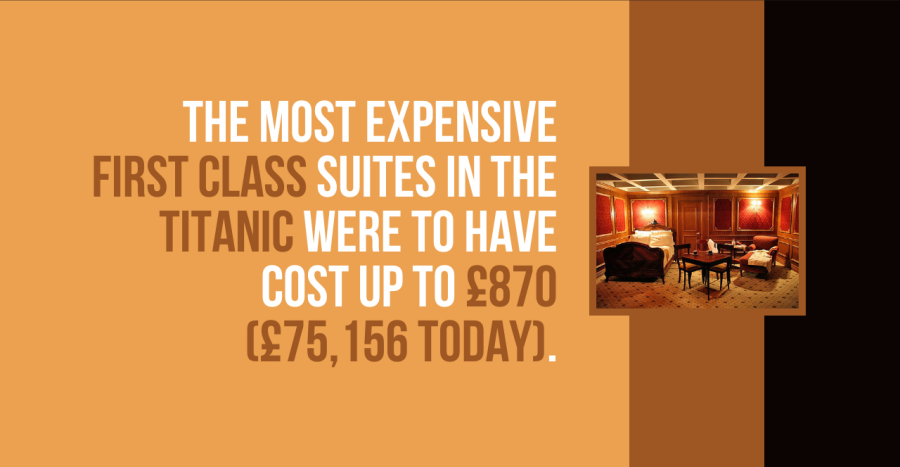 THE MOST EXPENSIVE
FIRST CLASS SUITES IN THE
TITANIC WERE TO HAVE
COST UP TO £870
(£75,156 TODAY).